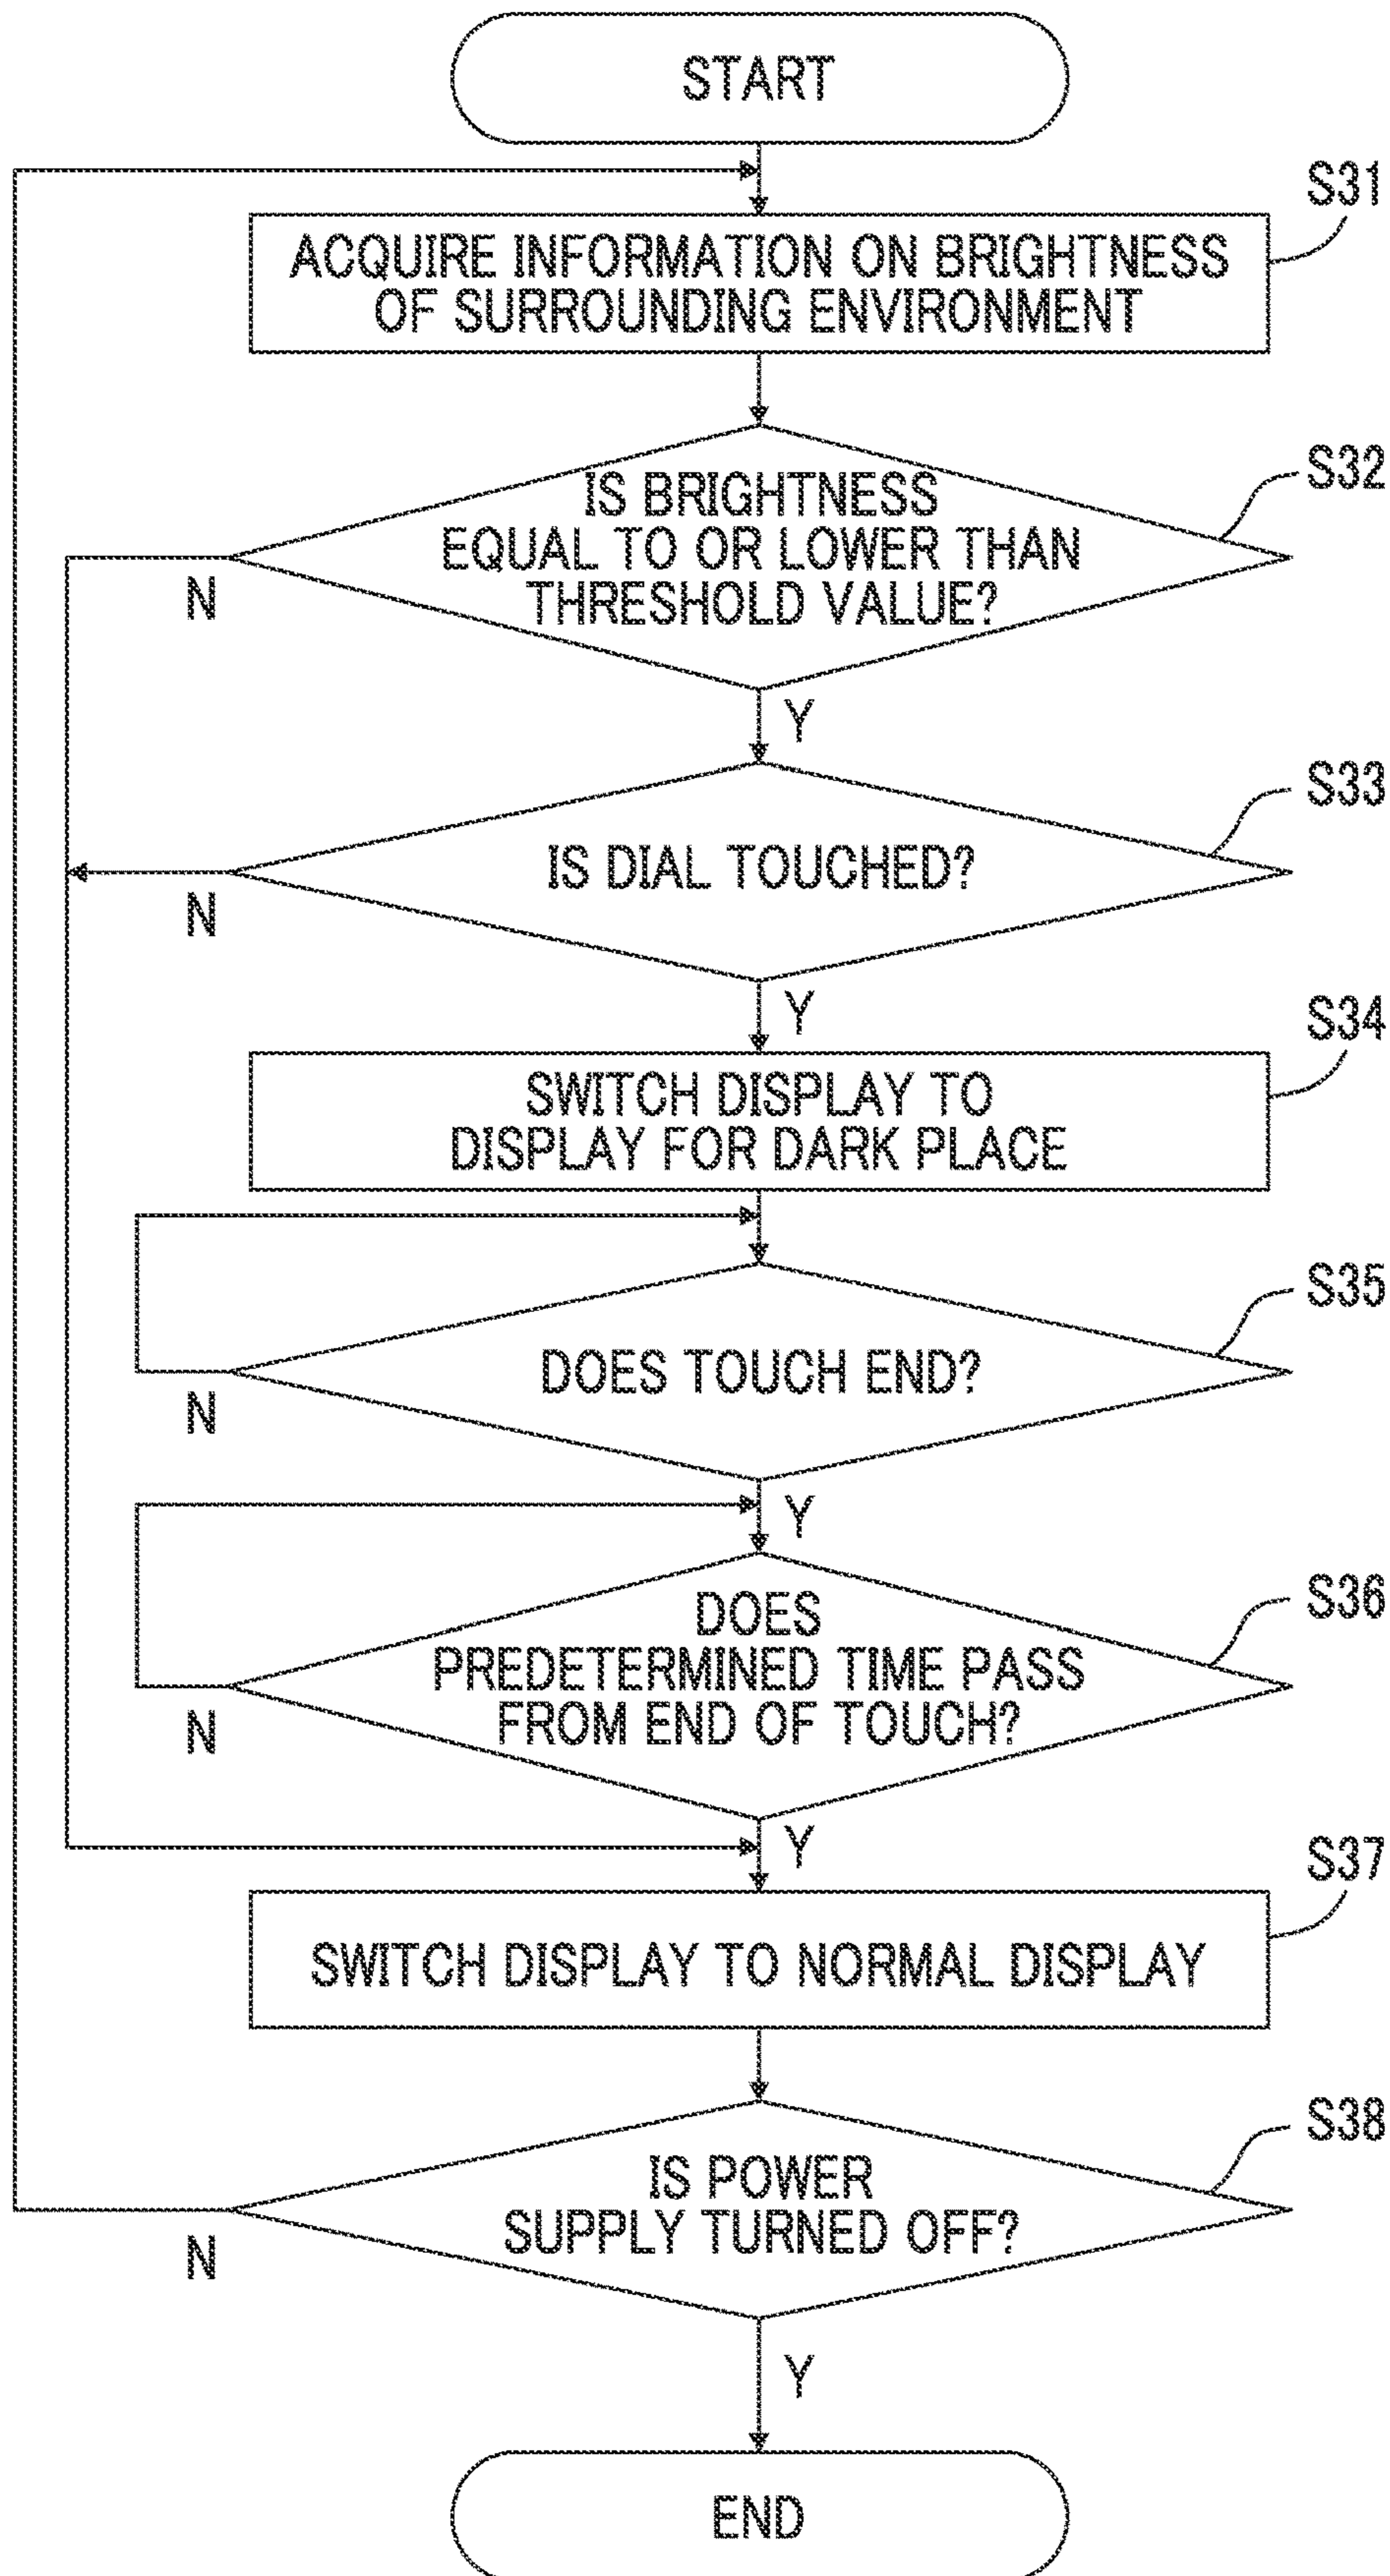 START
S31
ACQUIRE INFORMATION ON BRIGHTNESS
OF SURROUNDING ENVIRONMENT
S32
IS BRIGHTNESS
EQUAL TO OR LOWER THAN
THRESHOLD VALUE?
N
Y
S33
IS DIAL TOUCHED?
N
Y
S34
SWITCH DISPLAY TO
DISPLAY FOR DARK PLACE
S35
DOES TOUCH END?
N
Y
S36
DOES
PREDETERMINED TIME PASS
FROM END OF TOUCH?
N
Y
S37
SWITCH DISPLAY TO NORMAL DISPLAY
S38
IS POWER
SUPPLY TURNED OFF?
N
Y
END